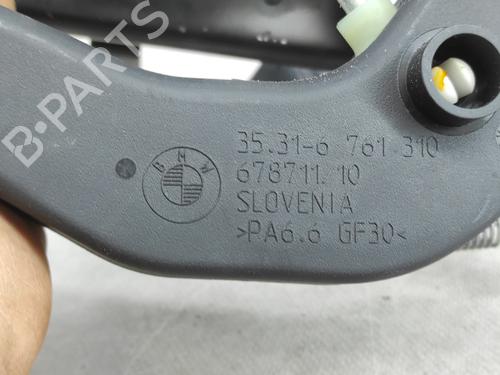 B-PARTS
BMW
35.31-6 761 310
678711.10
SLOVENIA
>PA6.6 GF30<